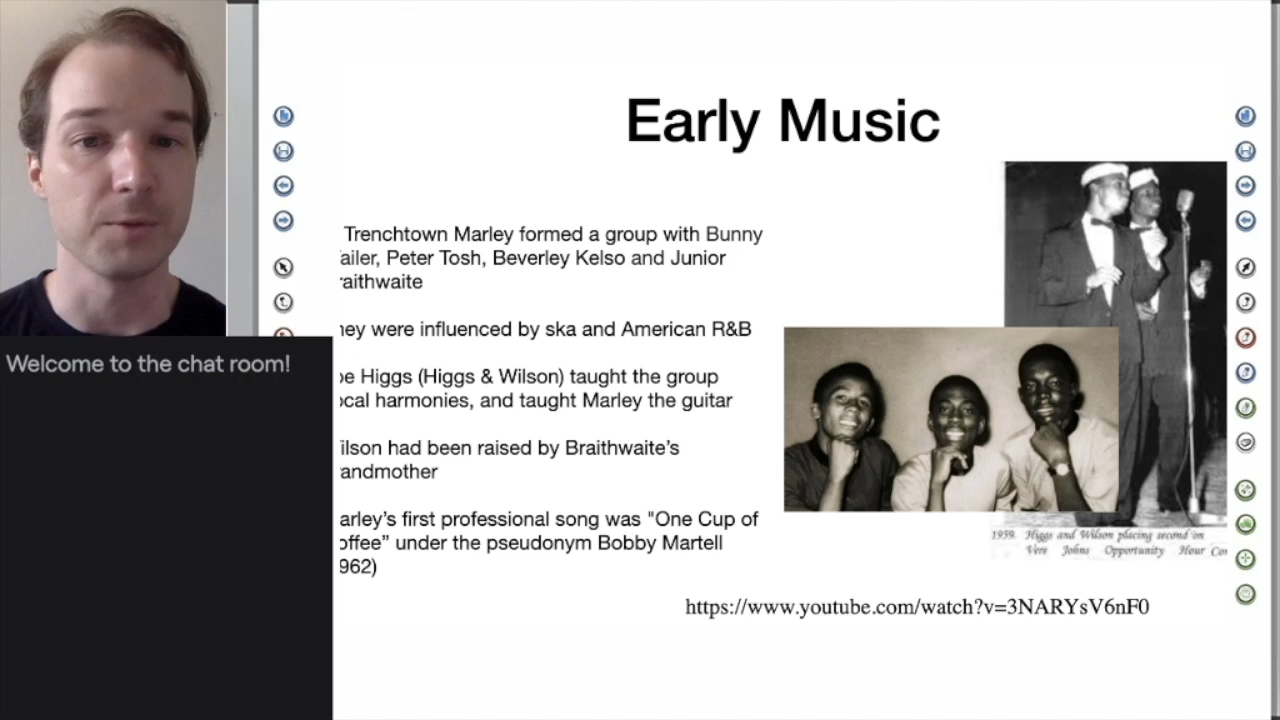 Early Music
Trenchtown Marley formed a group with Bunny
ailer, Peter Tosh, Beverley Kelso and Junior
raithwaite
ney were influenced by ska and American R&B
oe Higgs (Higgs & Wilson) taught the group
ocal harmonies, and taught Marley the guitar
ilson had been raised by Braithwaite’s
andmother
arley’s first professional song was "One Cup of
offee” under the pseudonym Bobby Martell
962)
1959. Higgs and Wilson placing second on
Vere Johns Opportunity Hour Con
https://www.youtube.com/watch?v=3NARYsV6nF0
Welcome to the chat room!